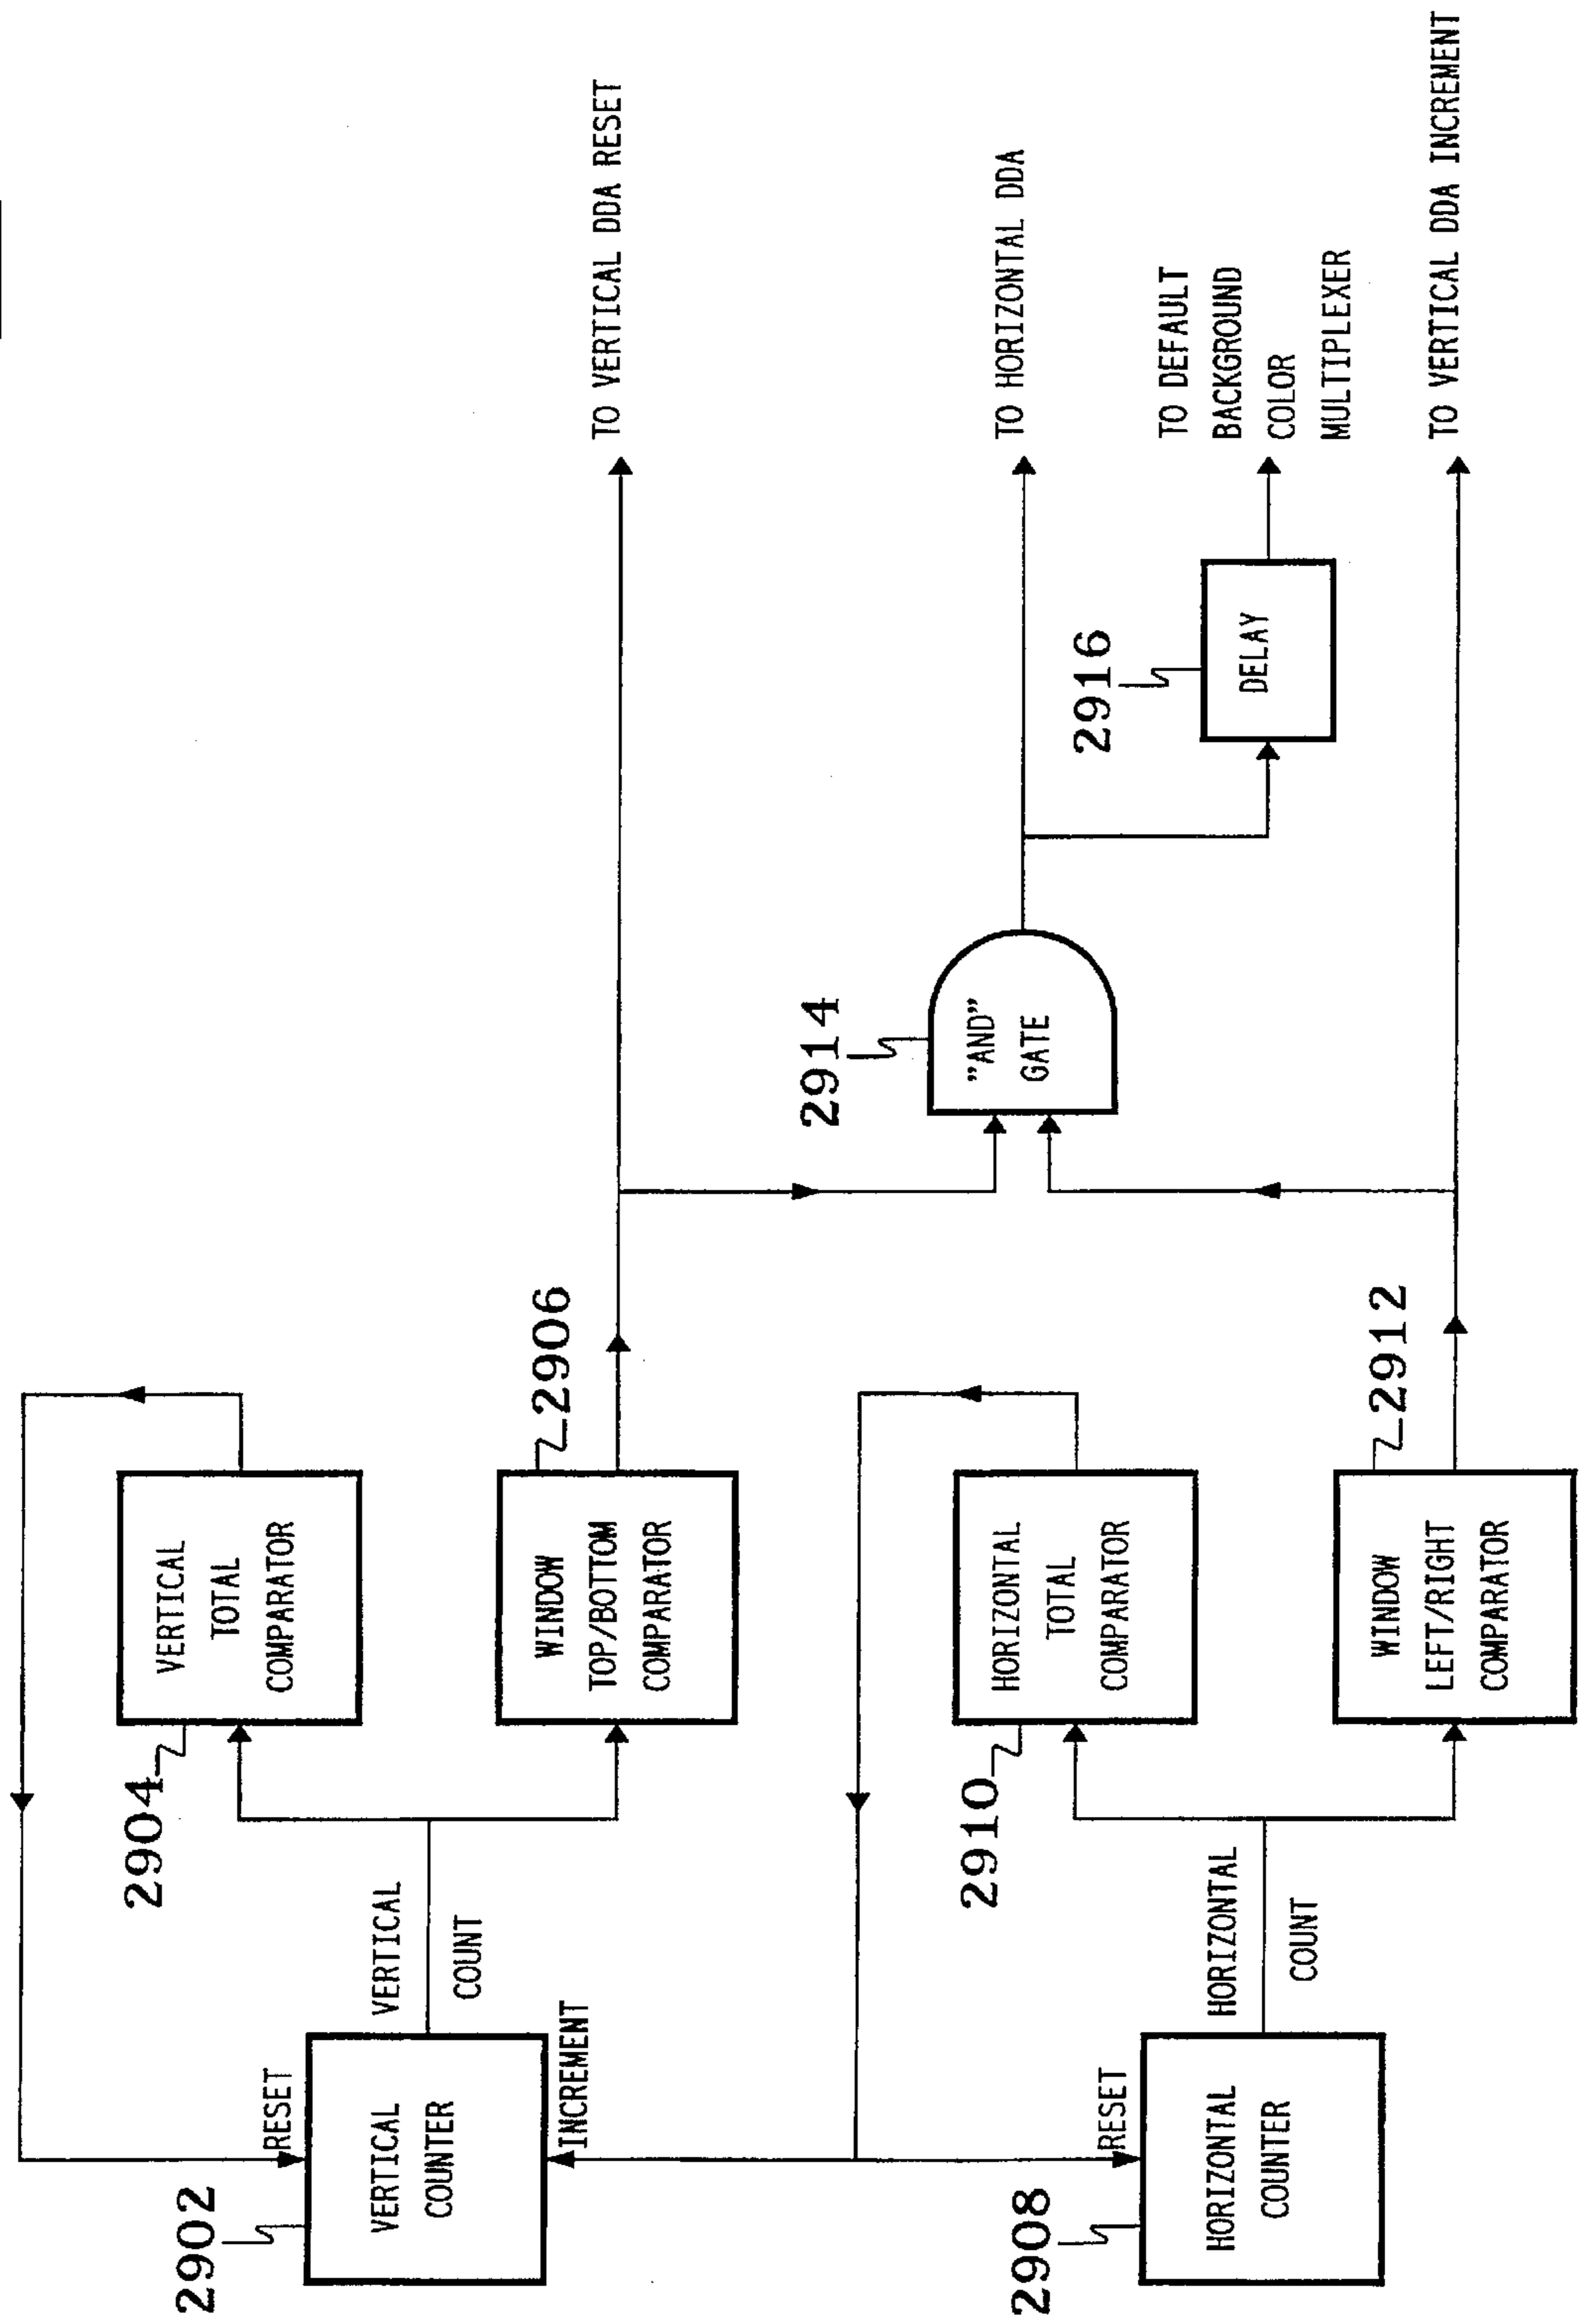 2902
RESET
VERTICAL
COUNTER
INCREMENT
VERTICAL
COUNT
2904
VERTICAL
TOTAL
COMPARATOR
WINDOW
TOP/BOTTOM
COMPARATOR
2906
TO VERTICAL DDA RESET
2908
RESET
HORIZONTAL
COUNTER
HORIZONTAL
COUNT
2910
HORIZONTAL
TOTAL
COMPARATOR
WINDOW
LEFT/RIGHT
COMPARATOR
2912
2914
"AND"
GATE
TO HORIZONTAL DDA
2916
DELAY
TO DEFAULT
BACKGROUND
COLOR
MULTIPLEXER
TO VERTICAL DDA INCREMENT